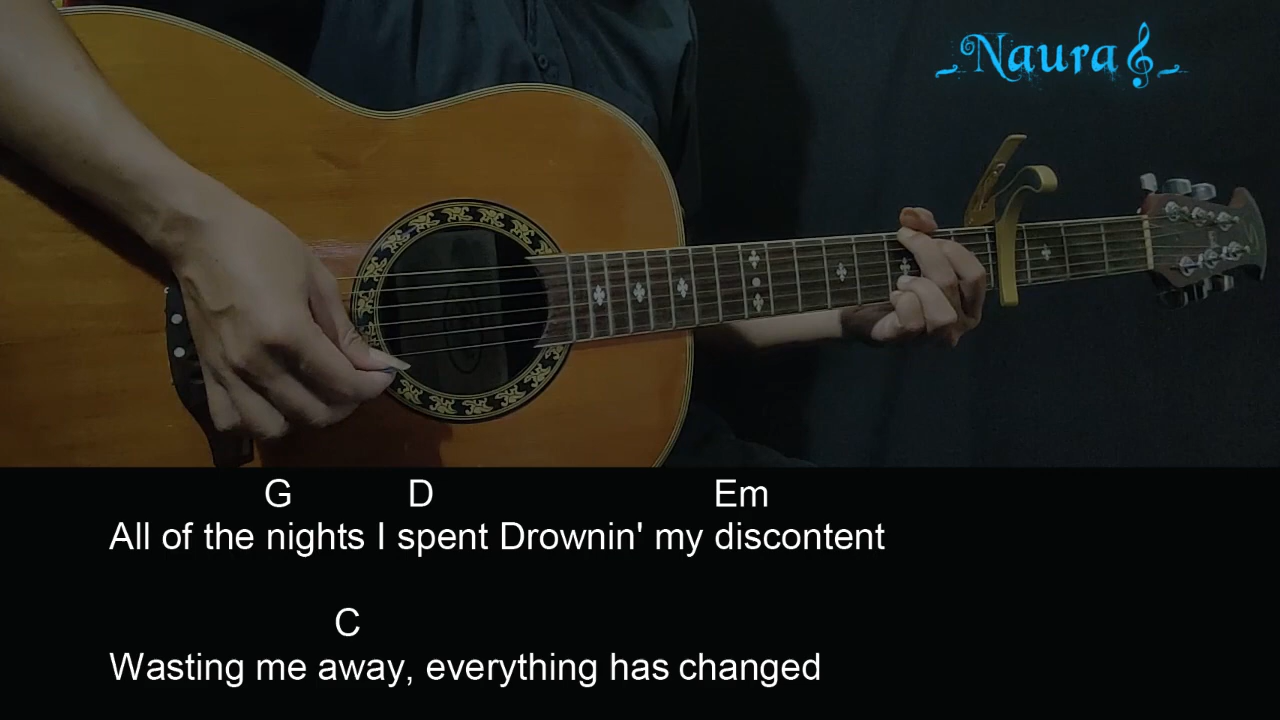 Naura
G D Em
All of the nights I spent Drownin' my discontent
C
Wasting me away, everything has changed